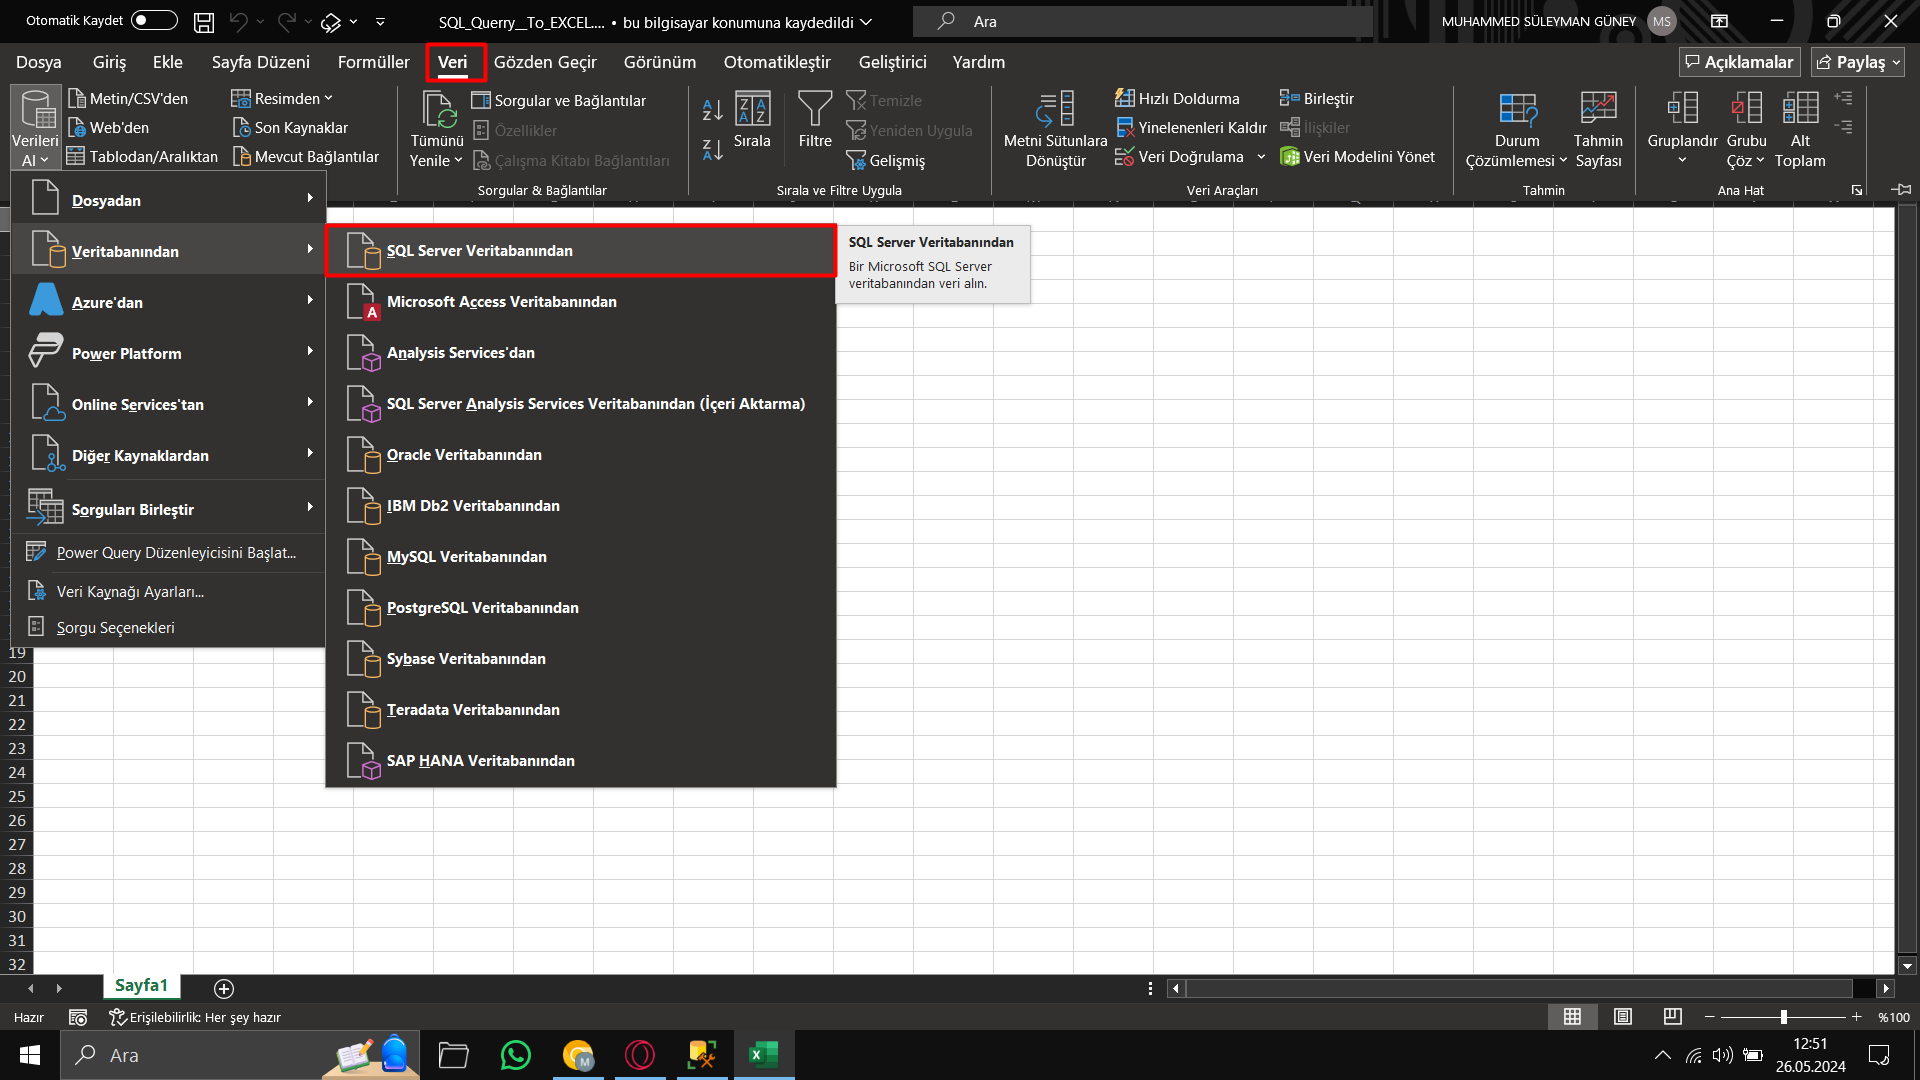 Otomatik Kaydet
SQL_Querry__To_EXCEL.... • bu bilgisayar konumuna kaydedildi
Ara
MUHAMMED SÜLEYMAN GÜNEY
MS
Dosya Giriş Ekle Sayfa Düzeni Formüller Veri Gözden Geçir Görünüm Otomatikleştir Geliştirici Yardım
Açıklamalar
Paylaş
Verileri
Al
Metin/CSV'den
Web'den
Tablodan/Aralıktan
Resimden
Son Kaynaklar
Mevcut Bağlantılar
Tümünü
Yenile
Sorgular ve Bağlantılar
Özellikler
Çalışma Kitabı Bağlantıları
Sorgular & Bağlantılar
Sırala
Filtre
Temizle
Yeniden Uygula
Gelişmiş
Sırala ve Filtre Uygula
Metni Sütunlara
Dönüştür
Hızlı Doldurma
Yinelenenleri Kaldır
Veri Doğrulama
Birleştir
İlişkiler
Veri Modelini Yönet
Veri Araçları
Durum
Çözümlemesi
Tahmin
Sayfası
Tahmin
Gruplandır
Grubu
Çöz
Alt
Toplam
Ana Hat
Dosyadan
Veritabanından
Azure'dan
Power Platform
Online Services'tan
Diğer Kaynaklardan
Sorguları Birleştir
Power Query Düzenleyicisini Başlat...
Veri Kaynağı Ayarları...
Sorgu Seçenekleri
SQL Server Veritabanından
Microsoft Access Veritabanından
Analysis Services'dan
SQL Server Analysis Services Veritabanından (İçeri Aktarma)
Oracle Veritabanından
IBM Db2 Veritabanından
MySQL Veritabanından
PostgreSQL Veritabanından
Sybase Veritabanından
Teradata Veritabanından
SAP HANA Veritabanından
SQL Server Veritabanından
Bir Microsoft SQL Server
veritabanından veri alın.
19
20
21
22
23
24
25
26
27
28
29
30
31
32
Sayfa1
Hazır
Erişilebilirlik: Her şey hazır
%100
Ara
12:51
26.05.2024